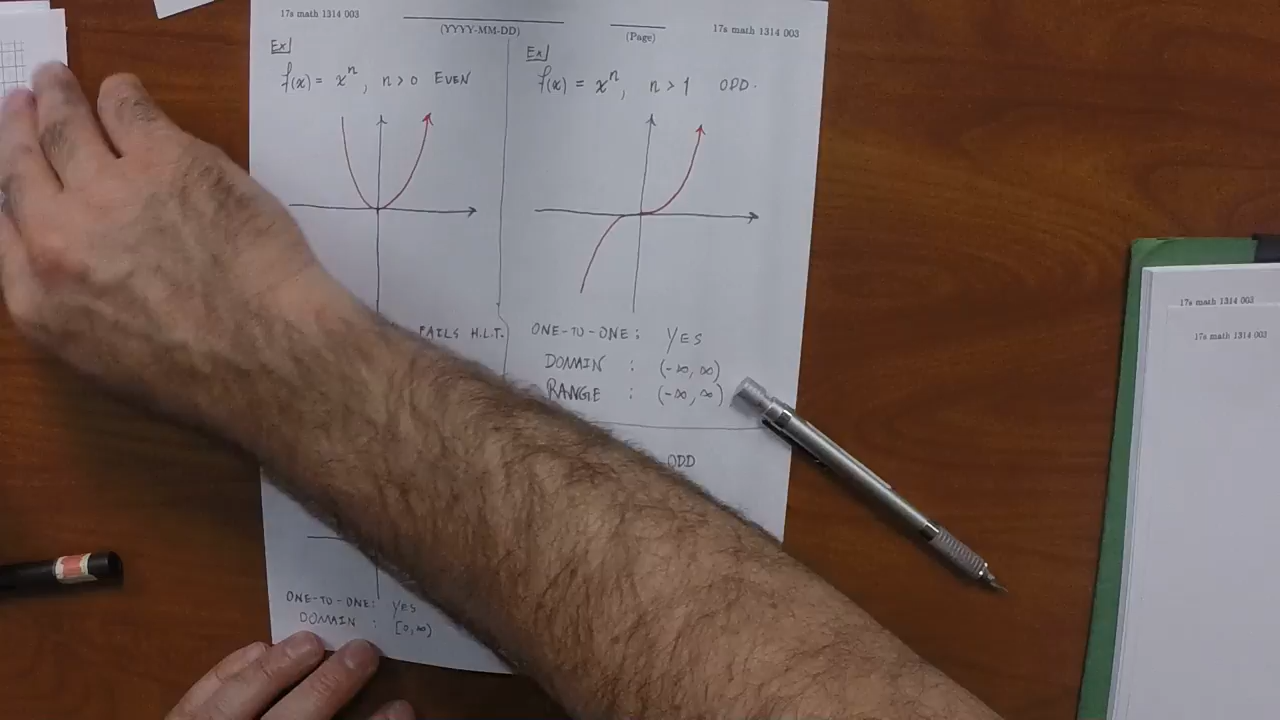 17s math 1314 003
(YYYY-MM-DD)
(Page)
17s math 1314 003
Ex
f(x) = xⁿ, n > 0 EVEN
FAILS H.L.T.
ONE-TO-ONE: YES
DOMAIN : [0,∞)
Ex
f(x) = xⁿ, n > 1 ODD.
ONE-TO-ONE: YES
DOMAIN : (-∞, ∞)
RANGE : (-∞, ∞)
ODD
17s math 1314 003
17s math 1314 003